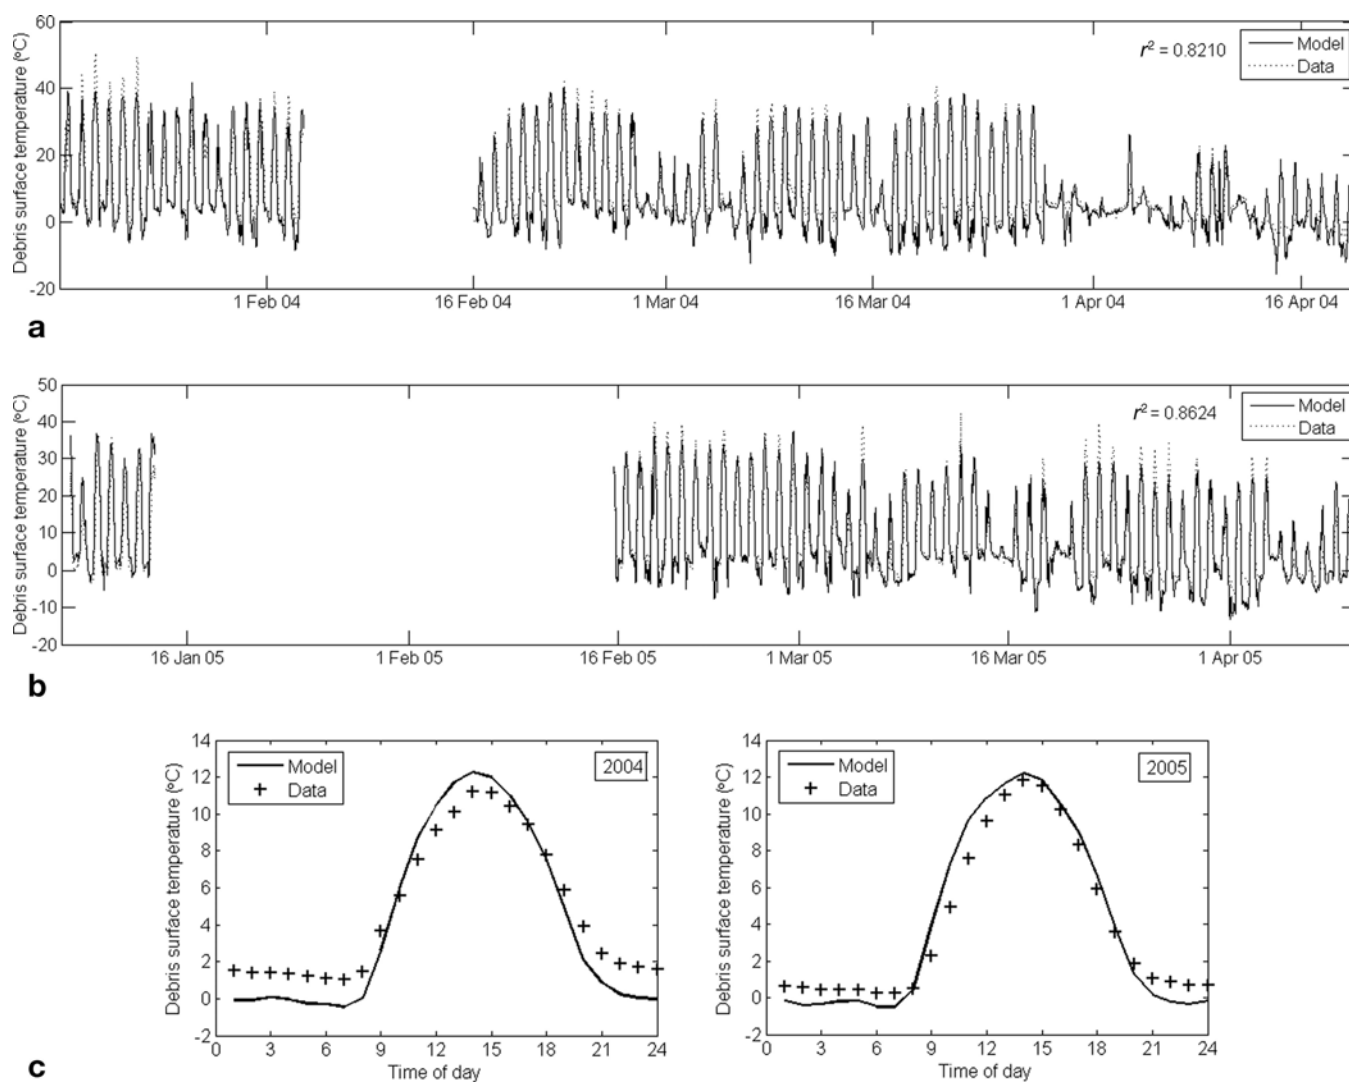 60
40
20
0
-20
Debris surface temperature (ºC)
r² = 0.8210
Model
Data
1 Feb 04
16 Feb 04
1 Mar 04
16 Mar 04
1 Apr 04
16 Apr 04
a
50
40
30
20
10
0
-10
-20
Debris surface temperature (ºC)
r² = 0.8624
Model
Data
16 Jan 05
1 Feb 05
16 Feb 05
1 Mar 05
16 Mar 05
1 Apr 05
b
14
12
10
8
6
4
2
0
-2
Debris surface temperature (ºC)
Model
Data
2004
0 3 6 9 12 15 18 21 24
Time of day
14
12
10
8
6
4
2
0
-2
Debris surface temperature (ºC)
Model
Data
2005
0 3 6 9 12 15 18 21 24
Time of day
c